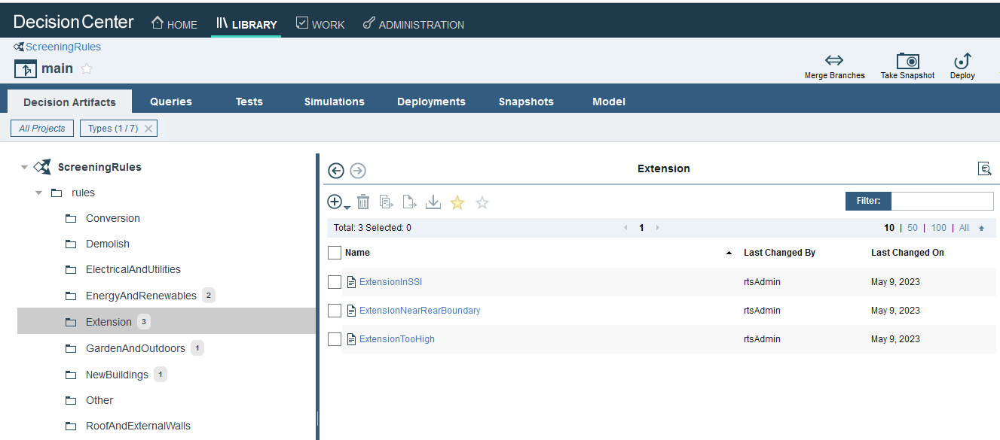 Decision Center HOME LIBRARY WORK ADMINISTRATION
ScreeningRules
main
Merge Branches Take Snapshot Deploy
Decision Artifacts Queries Tests Simulations Deployments Snapshots Model
All Projects Types (1 / 7)
ScreeningRules
rules
Conversion
Demolish
ElectricalAndUtilities
EnergyAndRenewables 2
Extension 3
GardenAndOutdoors 1
NewBuildings 1
Other
RoofAndExternalWalls
Extension
Filter:
Total: 3 Selected: 0 1 10 | 50 | 100 | All
Name Last Changed By Last Changed On
ExtensionInSSI rtsAdmin May 9, 2023
ExtensionNearRearBoundary rtsAdmin May 9, 2023
ExtensionTooHigh rtsAdmin May 9, 2023